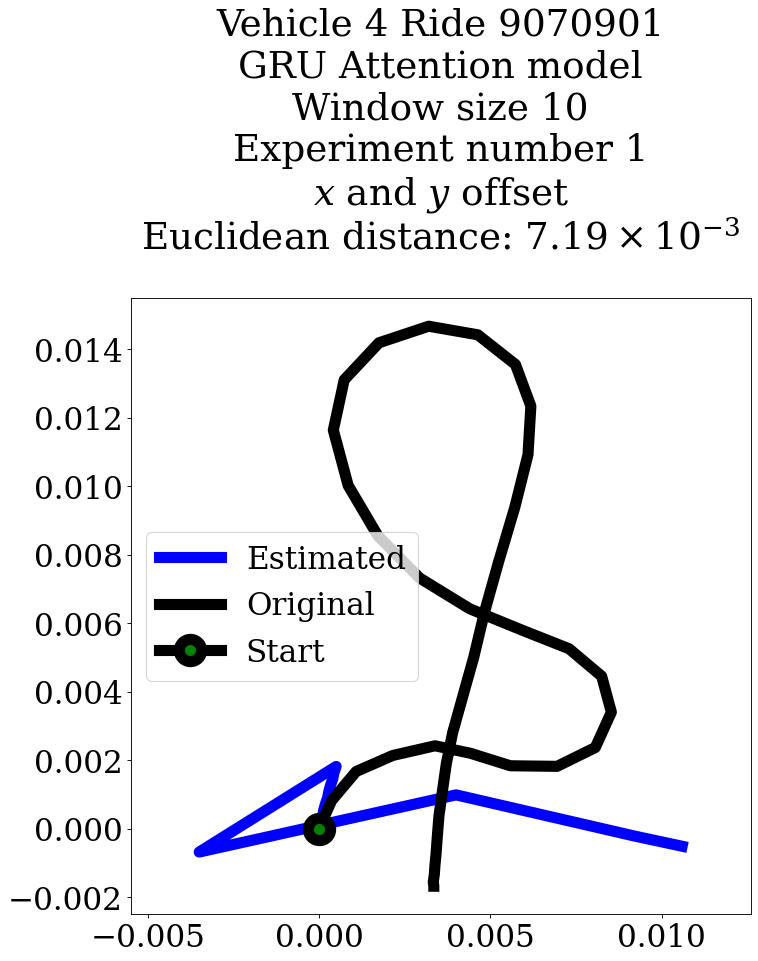 Vehicle 4 Ride 9070901
GRU Attention model
Window size 10
Experiment number 1
x and y offset
Euclidean distance: 7.19 × 10⁻³
0.014
0.012
0.010
0.008
0.006
0.004
0.002
0.000
−0.002
Estimated
Original
Start
−0.005
0.000
0.005
0.010